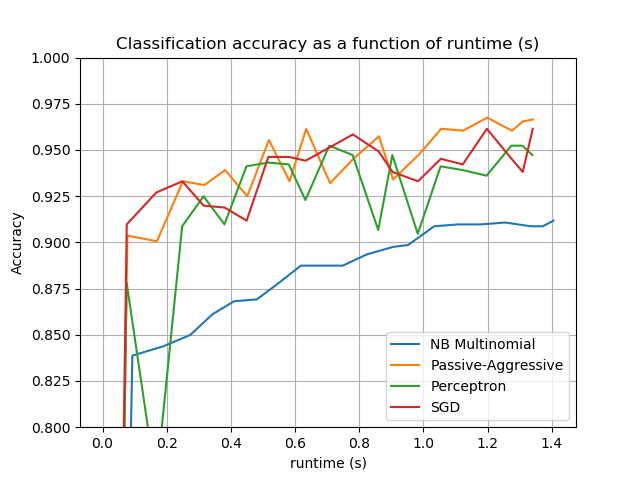 Classification accuracy as a function of runtime (s)
1.000
0.975
0.950
0.925
0.900
0.875
0.850
0.825
0.800
Accuracy
NB Multinomial
Passive-Aggressive
Perceptron
SGD
0.0 0.2 0.4 0.6 0.8 1.0 1.2 1.4
runtime (s)